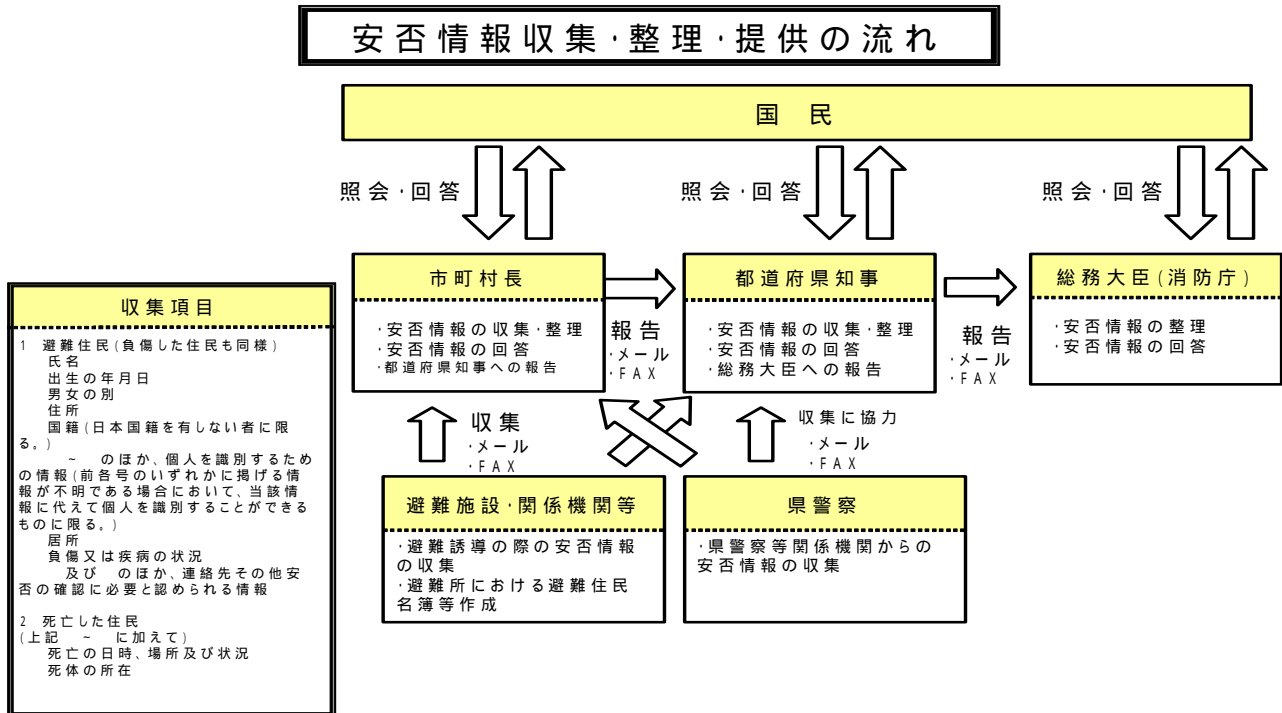 安否情報収集・整理・提供の流れ
国 民
照会・回答
照会・回答
照会・回答
市町村長
・安否情報の収集・整理
・安否情報の回答
・都道府県知事への報告
報告
・メール
・FAX
都道府県知事
・安否情報の収集・整理
・安否情報の回答
・総務大臣への報告
報告
・メール
・FAX
総務大臣(消防庁)
・安否情報の整理
・安否情報の回答
収集項目
1 避難住民(負傷した住民も同様)
氏名
出生の年月日
男女の別
住所
国籍(日本国籍を有しない者に限
る。)
~ のほか、個人を識別するため
の情報(前各号のいずれかに掲げる情
報が不明である場合において、当該情
報に代えて個人を識別することができる
ものに限る。)
居所
負傷又は疾病の状況
及び のほか、連絡先その他安
否の確認に必要と認められる情報
2 死亡した住民
(上記 ~ に加えて)
死亡の日時、場所及び状況
死体の所在
収集
・メール
・FAX
収集に協力
・メール
・FAX
避難施設・関係機関等
・避難誘導の際の安否情報
の収集
・避難所における避難住民
名簿等作成
県警察
・県警察等関係機関からの
安否情報の収集